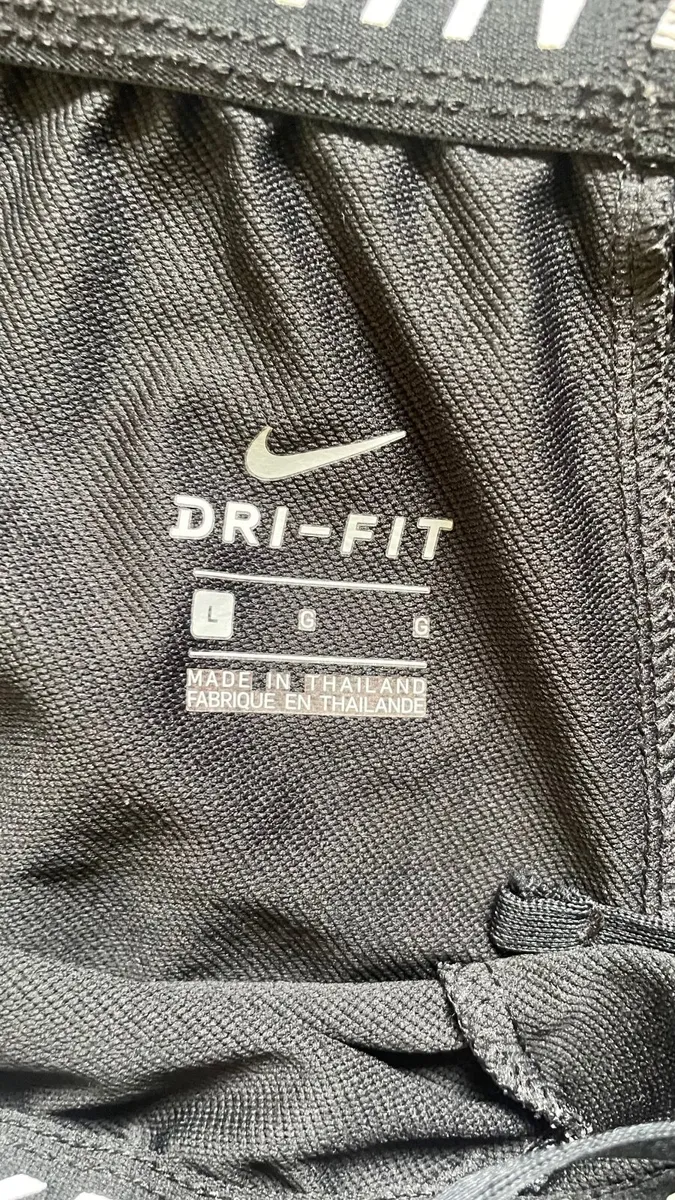 DRI-FIT
L G G
MADE IN THAILAND
FABRIQUE EN THAILANDE